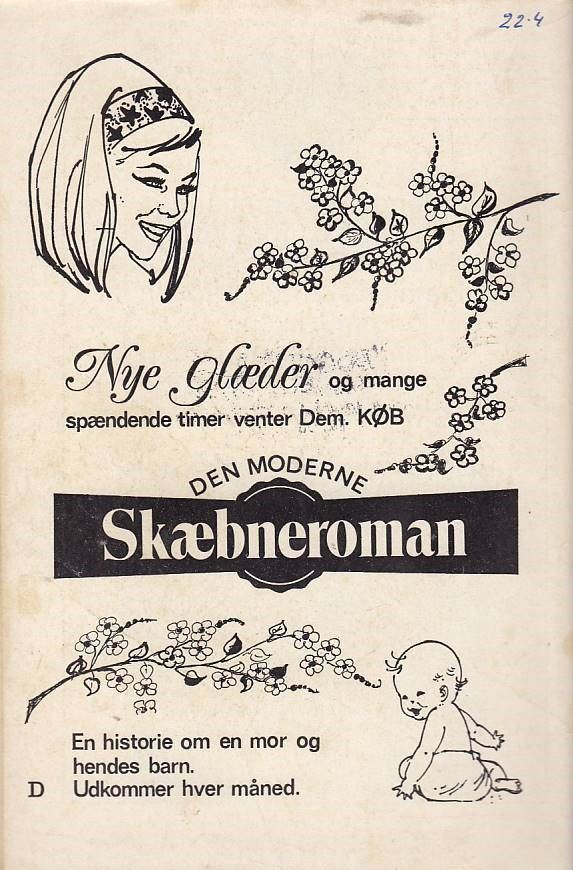 22-4
Nye glæder og mange
spændende timer venter Dem. KØB
DEN MODERNE
Skæbneroman
En historie om en mor og
hendes barn.
D Udkommer hver måned.